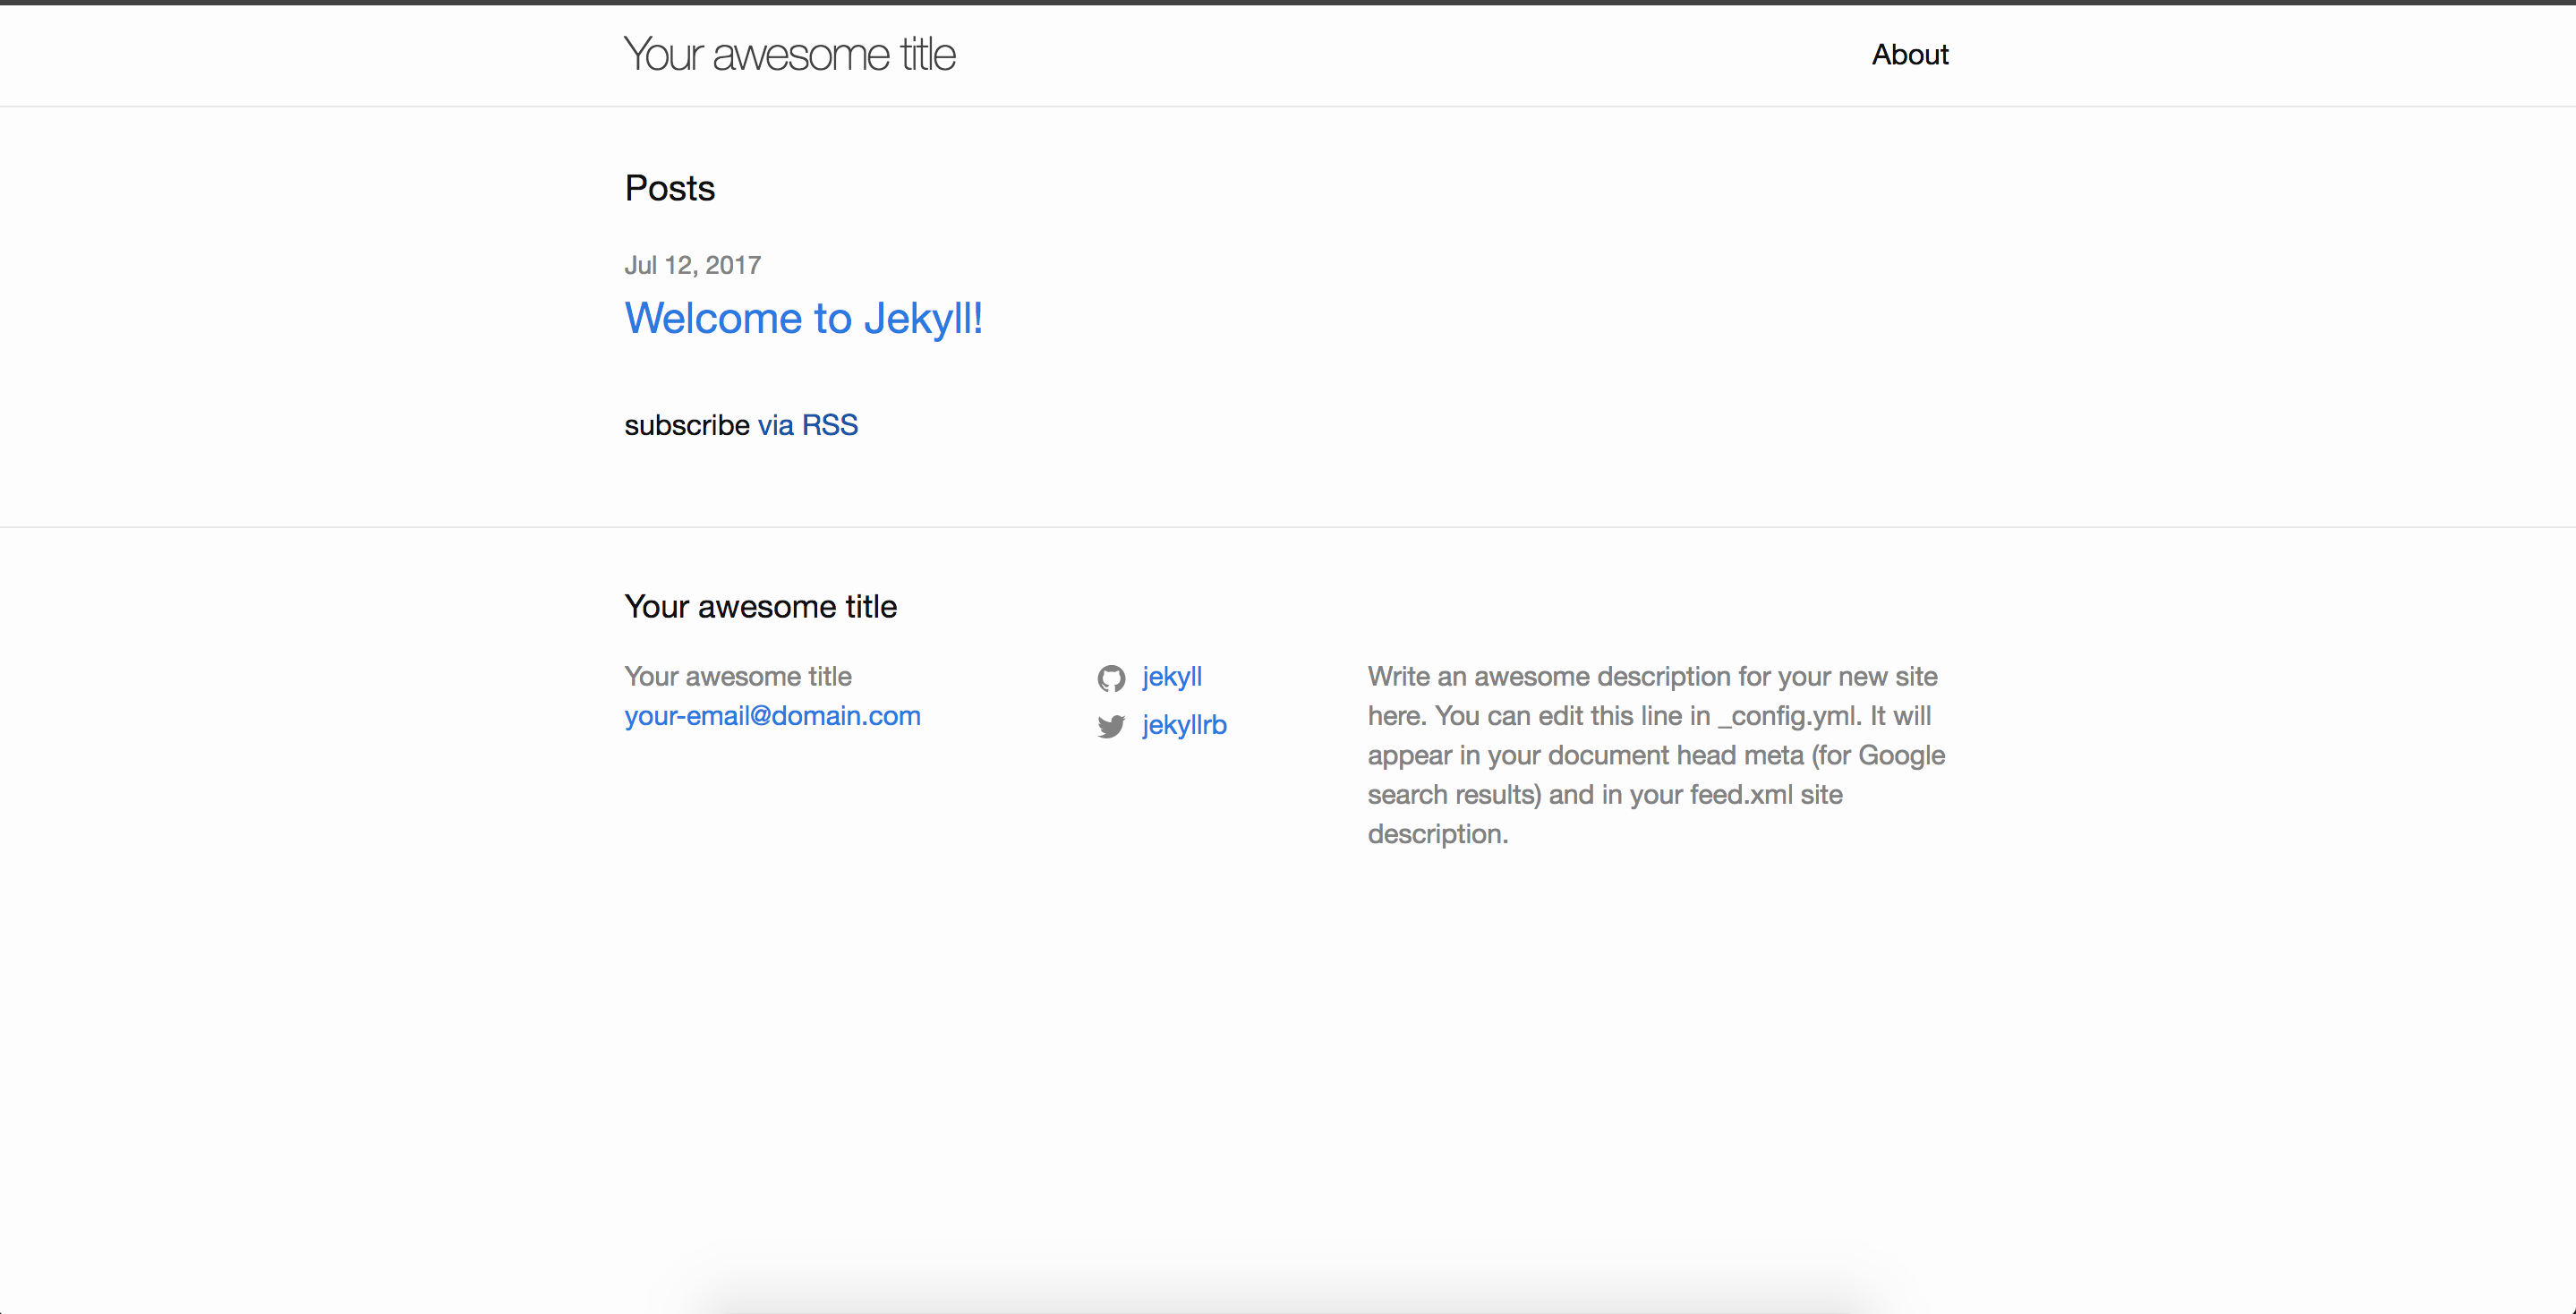 Your awesome title
About
Posts
Jul 12, 2017
Welcome to Jekyll!
subscribe via RSS
Your awesome title
Your awesome title
your-email@domain.com
jekyll
jekyllrb
Write an awesome description for your new site
here. You can edit this line in _config.yml. It will
appear in your document head meta (for Google
search results) and in your feed.xml site
description.